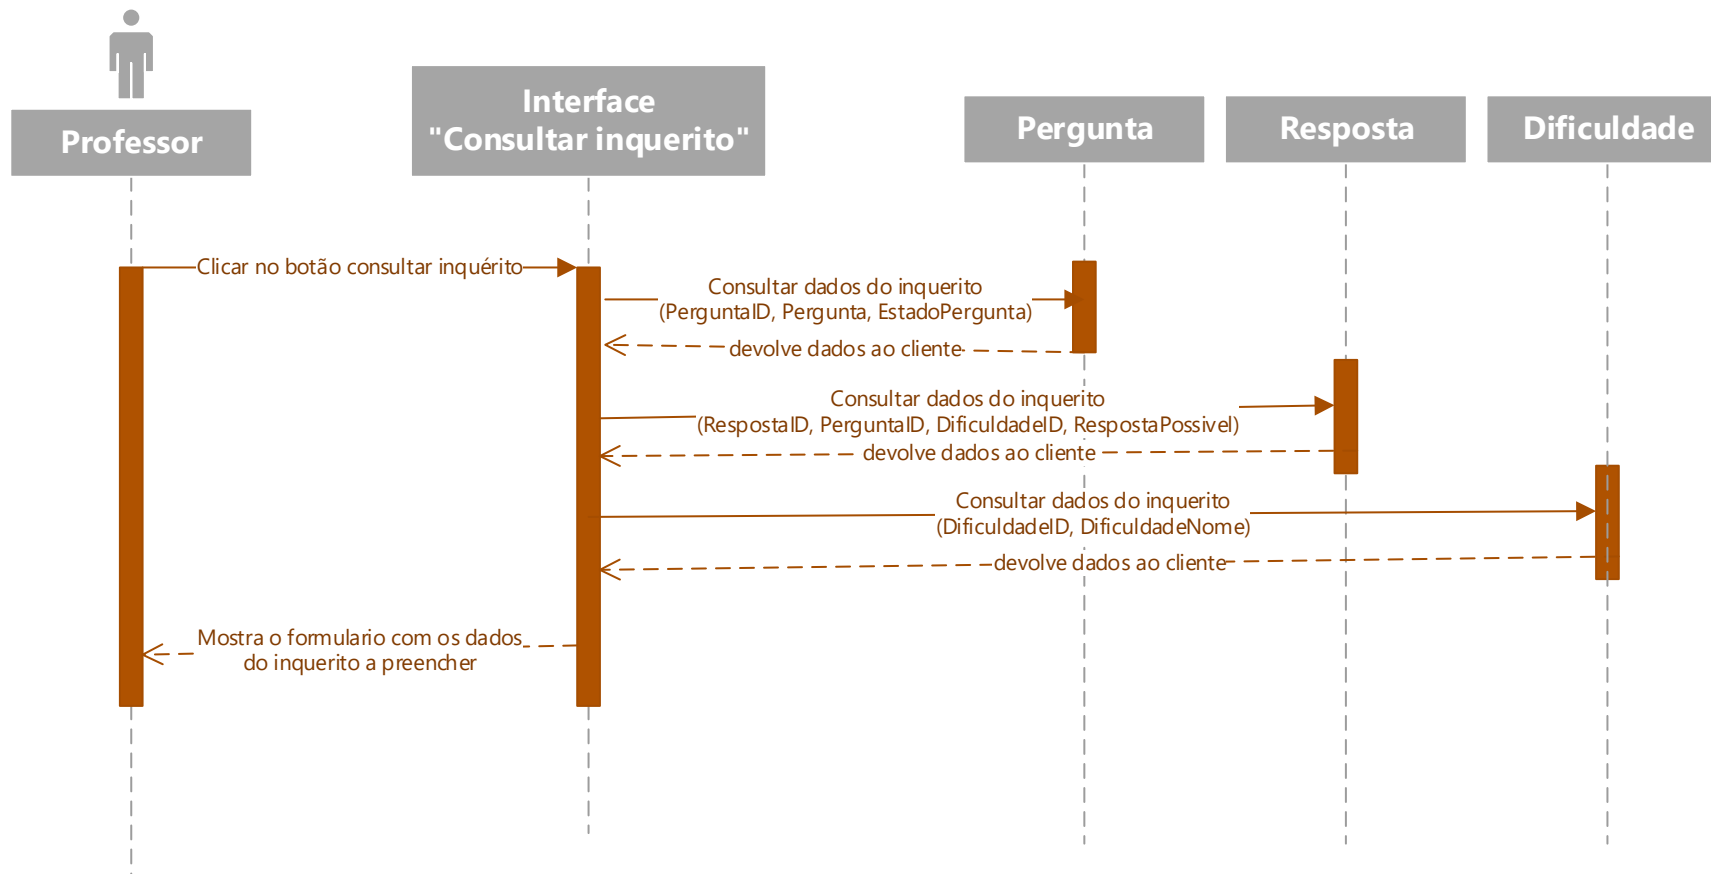 Professor
Interface
"Consultar inquerito"
Pergunta
Resposta
Dificuldade
Clicar no botão consultar inquérito
Consultar dados do inquerito
(PerguntaID, Pergunta, EstadoPergunta)
devolve dados ao cliente
Consultar dados do inquerito
(RespostaID, PerguntaID, DificuldadeID, RespostaPossivel)
devolve dados ao cliente
Consultar dados do inquerito
(DificuldadeID, DificuldadeNome)
devolve dados ao cliente
Mostra o formulario com os dados
do inquerito a preencher